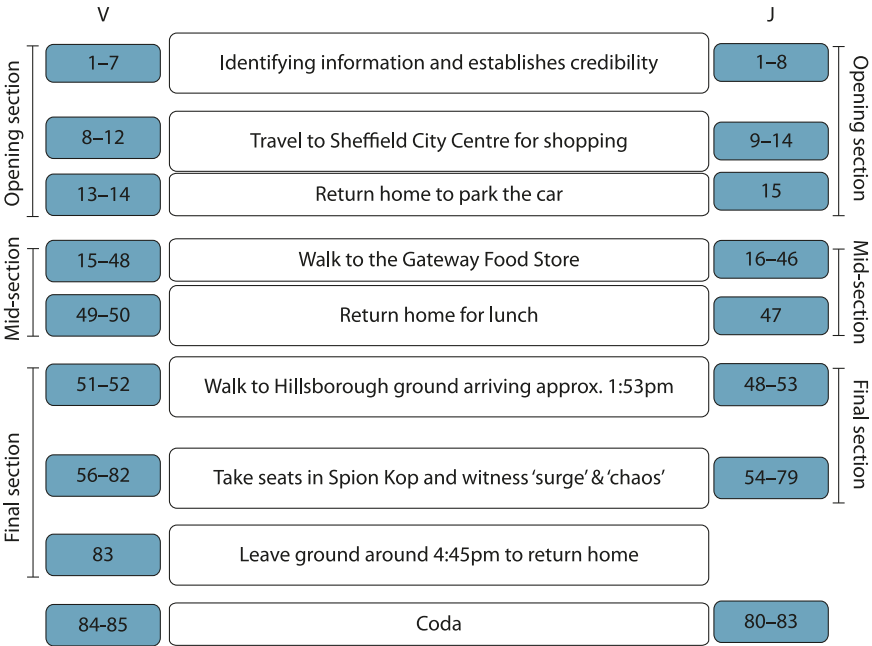 V
J
Opening section
1–7
Identifying information and establishes credibility
1–8
Opening section
8–12
Travel to Sheffield City Centre for shopping
9–14
13–14
Return home to park the car
15
Mid-section
15–48
Walk to the Gateway Food Store
16–46
Mid-section
49–50
Return home for lunch
47
Final section
51–52
Walk to Hillsborough ground arriving approx. 1:53pm
48–53
Final section
56–82
Take seats in Spion Kop and witness ‘surge’ & ‘chaos’
54–79
83
Leave ground around 4:45pm to return home
84-85
Coda
80–83